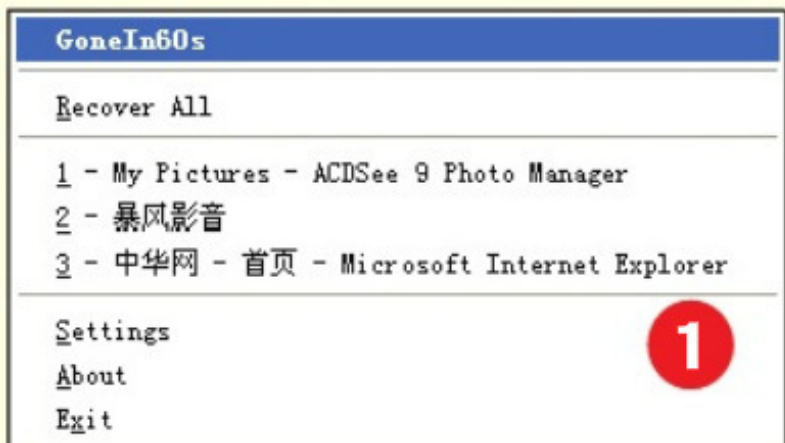 GoneIn60s
Recover All
1 - My Pictures - ACDSee 9 Photo Manager
2 - 暴风影音
3 - 中华网 - 首页 - Microsoft Internet Explorer
Settings
1
About
Exit